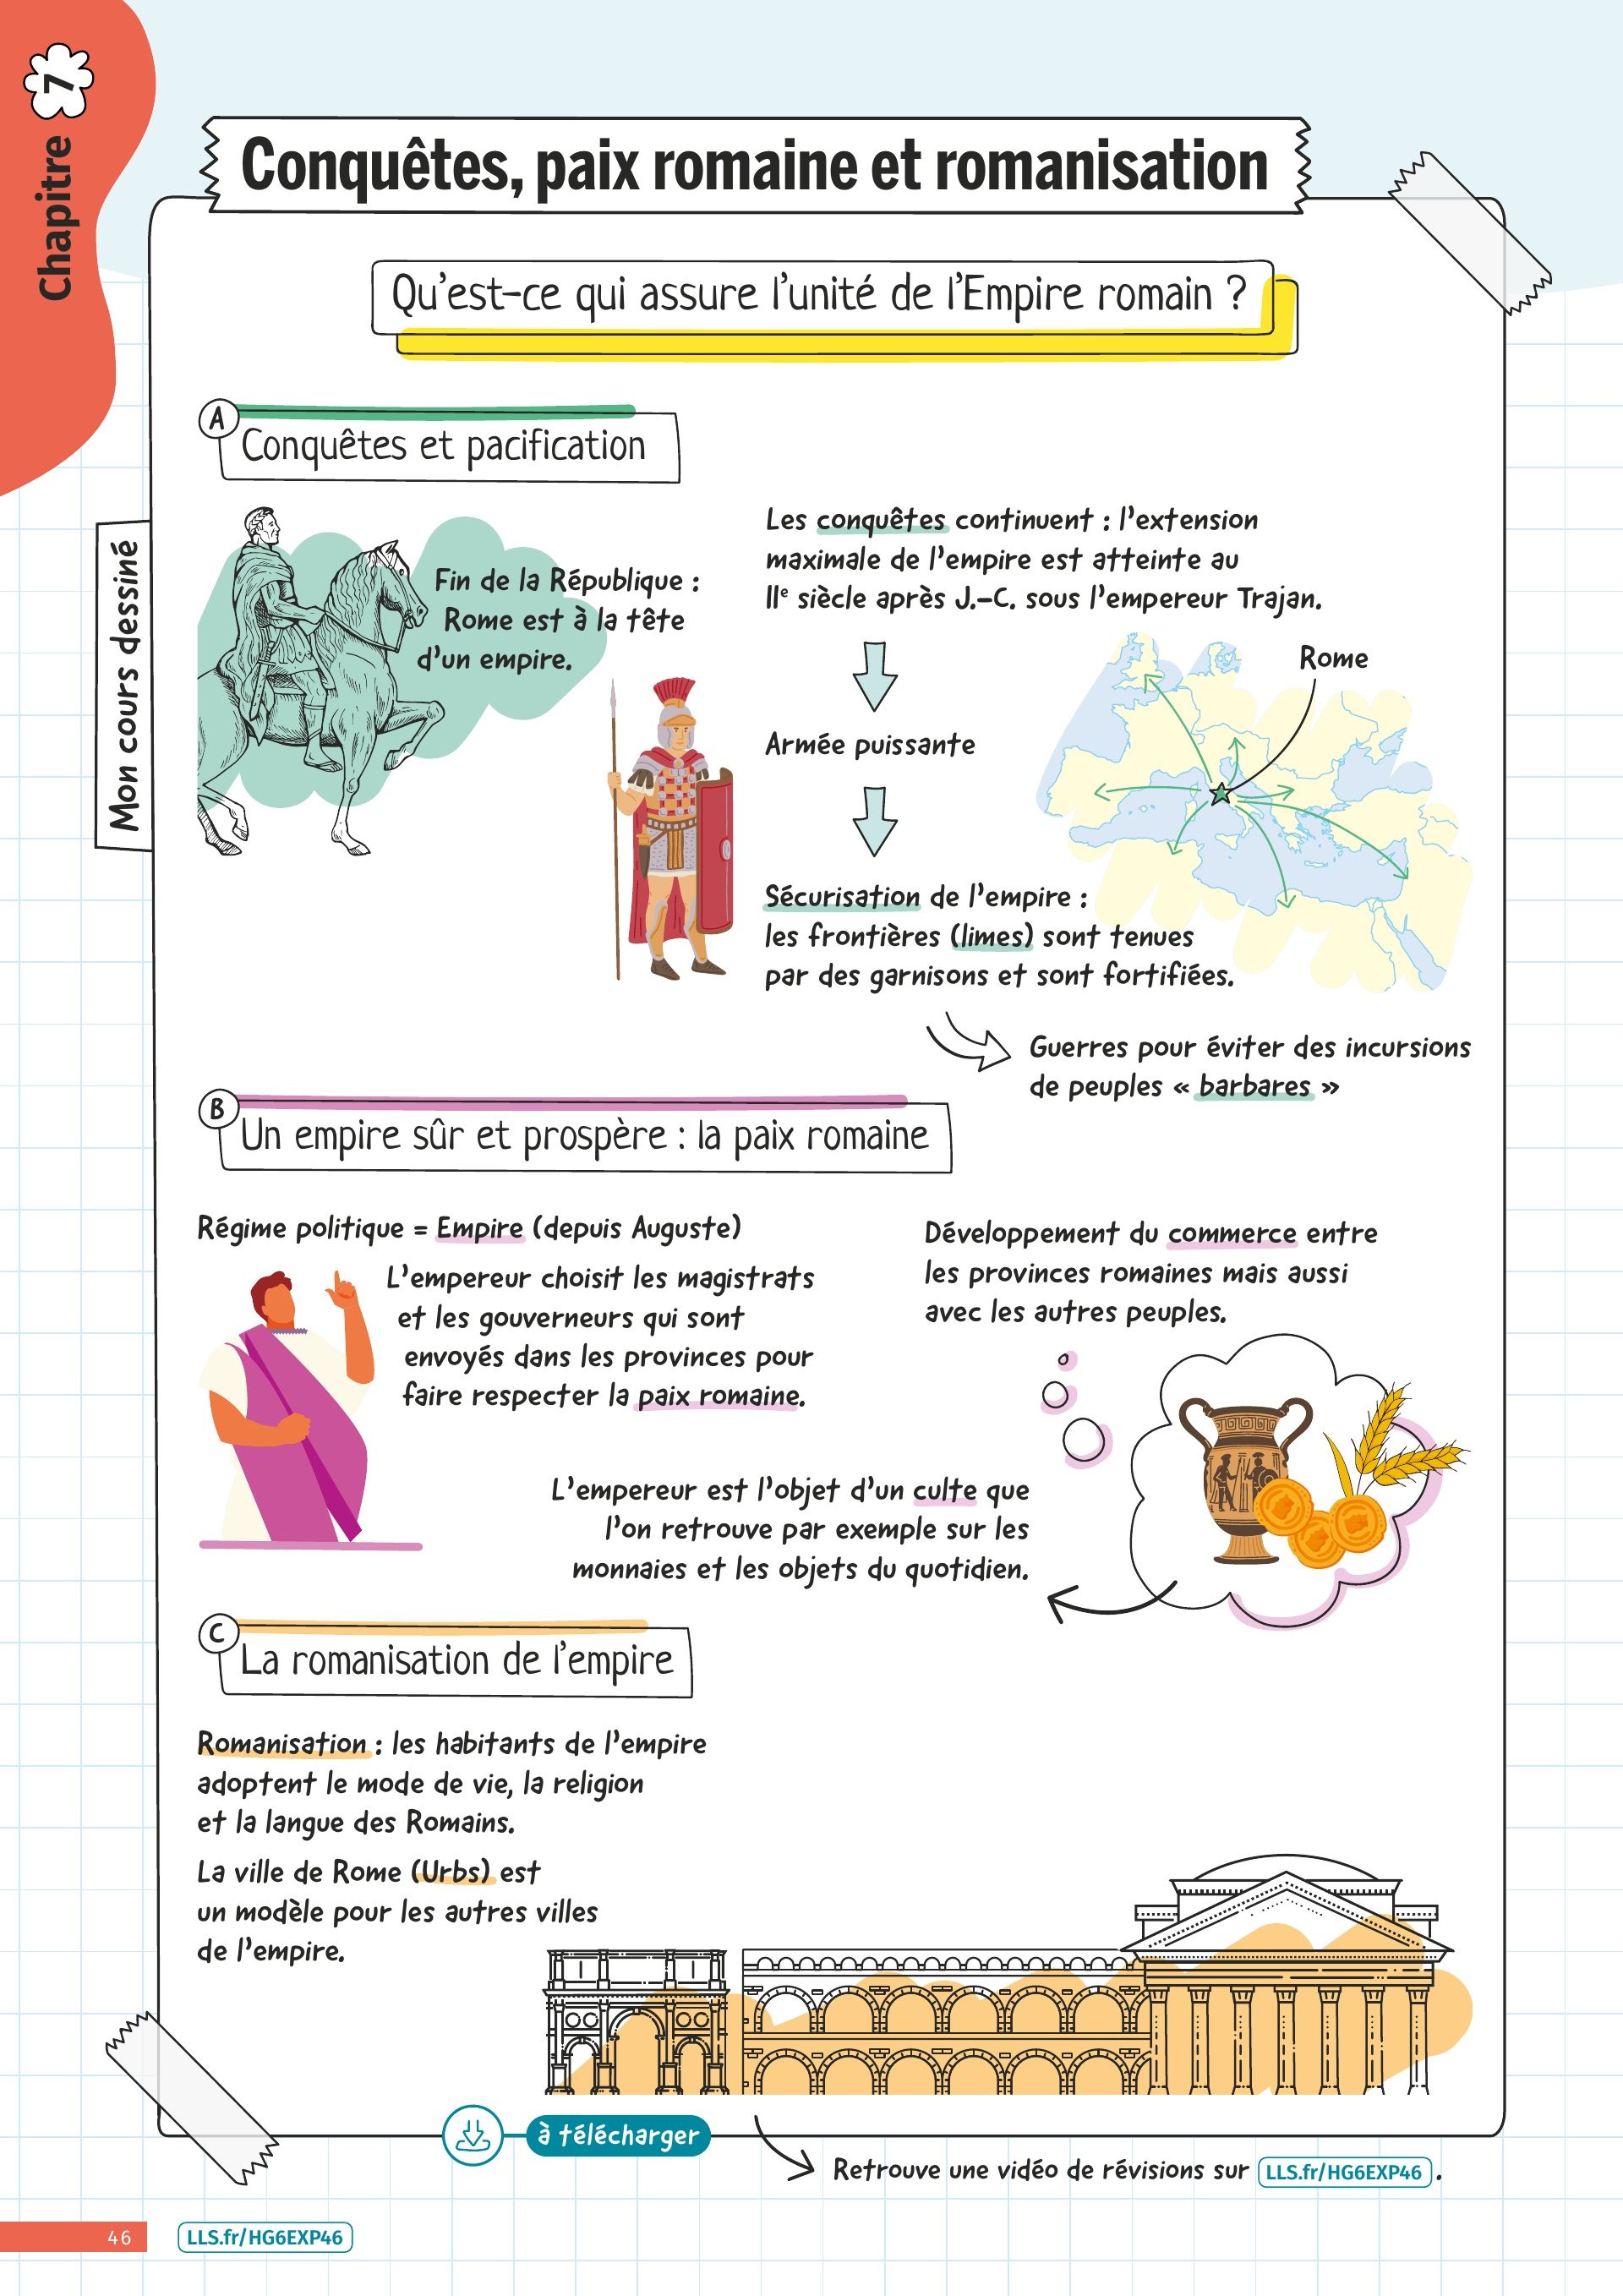 Chapitre 7
Conquêtes, paix romaine et romanisation
Qu'est-ce qui assure l'unité de l'Empire romain ?
Mon cours dessiné
A
Conquêtes et pacification
Fin de la République :
Rome est à la tête
d'un empire.
Les conquêtes continuent : l'extension
maximale de l'empire est atteinte au
IIe siècle après J.-C. sous l'empereur Trajan.
Rome
Armée puissante
Sécurisation de l'empire :
les frontières (limes) sont tenues
par des garnisons et sont fortifiées.
Guerres pour éviter des incursions
de peuples « barbares »
B
Un empire sûr et prospère : la paix romaine
Régime politique = Empire (depuis Auguste)
L'empereur choisit les magistrats
et les gouverneurs qui sont
envoyés dans les provinces pour
faire respecter la paix romaine.
Développement du commerce entre
les provinces romaines mais aussi
avec les autres peuples.
L'empereur est l'objet d'un culte que
l'on retrouve par exemple sur les
monnaies et les objets du quotidien.
C
La romanisation de l'empire
Romanisation : les habitants de l'empire
adoptent le mode de vie, la religion
et la langue des Romains.
La ville de Rome (Urbs) est
un modèle pour les autres villes
de l'empire.
à télécharger
Retrouve une vidéo de révisions sur LLS.fr/HG6EXP46.
46
LLS.fr/HG6EXP46